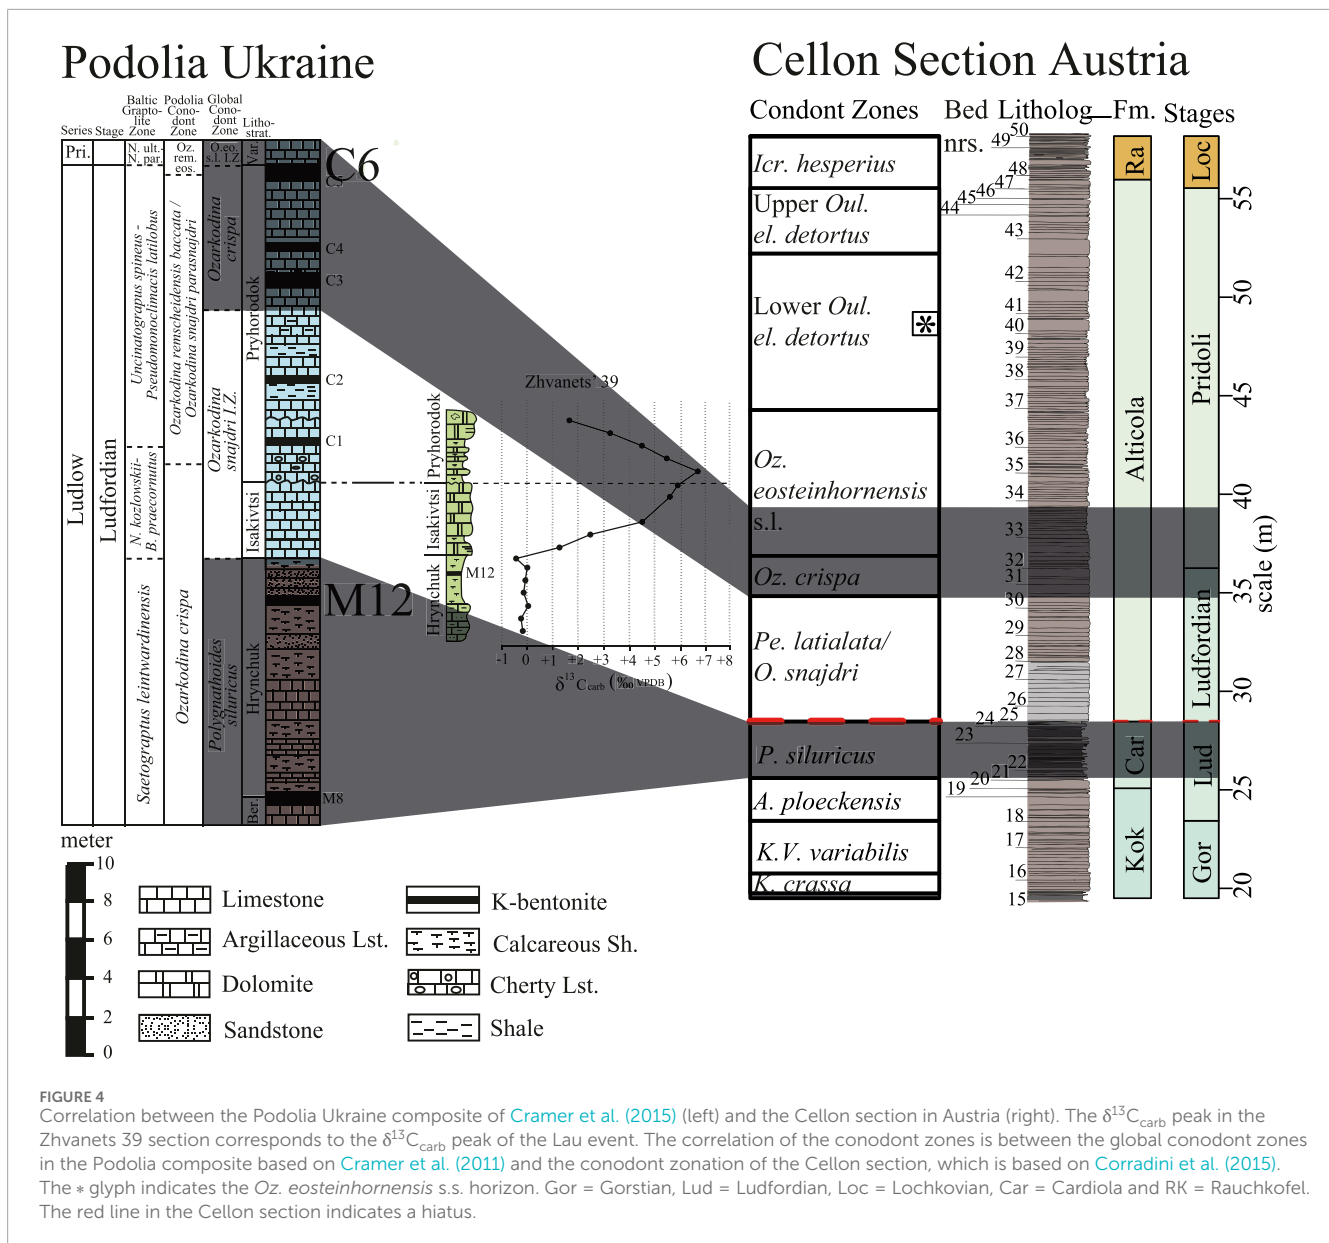 Podolia Ukraine
Cellon Section Austria
Series
Stage
Baltic
Grapto-
lite
Zone
Podolia
Cono-
dont
Zone
Global
Cono-
dont
Zone
Litho-
strat.
Pri.
N. ult.-
N. par.
Oz.
rem.
eos.
O.eo.
s.l. I.Z
Var.
C6
C5
C4
C3
C2
C1
Ludlow
Ludfordian
Uncinatograpus spineus -
Pseudomonoclimacis latilobus
N. kozlowskii-
B. praecornutus
Saetograptus leintwardinensis
Ozarkodina remscheidensis baccata /
Ozarkodina snajdri parasnajdri
Ozarkodina crispa
Ozarkodina
crispa
Ozarkodina
snajdri I.Z.
Polygnathoides
siluricus
Pryhorodok
Isakivtsi
Hrynchuk
Ber.
M12
M8
Zhvanets' 39
Pryhorodok
Isakivtsi
Hrynchuk
M12
-1 0 +1 +2 +3 +4 +5 +6 +7 +8
δ13Ccarb (‰ VPDB)
Condont Zones
Bed
nrs.
Litholog
Fm.
Stages
Icr. hesperius
Upper Oul.
el. detortus
Lower Oul.
el. detortus
*
Oz.
eosteinhornensis
s.l.
Oz. crispa
Pe. latialata/
O. snajdri
P. siluricus
A. ploeckensis
K.V. variabilis
K. crassa
50
49
48
47
46
45
44
43
42
41
40
39
38
37
36
35
34
33
32
31
30
29
28
27
26
25
24
23
22
21
20
19
18
17
16
15
Ra
Alticola
Car
Kok
Loc
Pridoli
Ludfordian
Lud
Gor
55
50
45
40
35
30
25
20
scale (m)
meter
10
8
6
4
2
0
Limestone
Argillaceous Lst.
Dolomite
Sandstone
K-bentonite
Calcareous Sh.
Cherty Lst.
Shale
FIGURE 4
Correlation between the Podolia Ukraine composite of Cramer et al. (2015) (left) and the Cellon section in Austria (right). The δ13Ccarb peak in the
Zhvanets 39 section corresponds to the δ13Ccarb peak of the Lau event. The correlation of the conodont zones is between the global conodont zones
in the Podolia composite based on Cramer et al. (2011) and the conodont zonation of the Cellon section, which is based on Corradini et al. (2015).
The * glyph indicates the Oz. eosteinhornensis s.s. horizon. Gor = Gorstian, Lud = Ludfordian, Loc = Lochkovian, Car = Cardiola and RK = Rauchkofel.
The red line in the Cellon section indicates a hiatus.